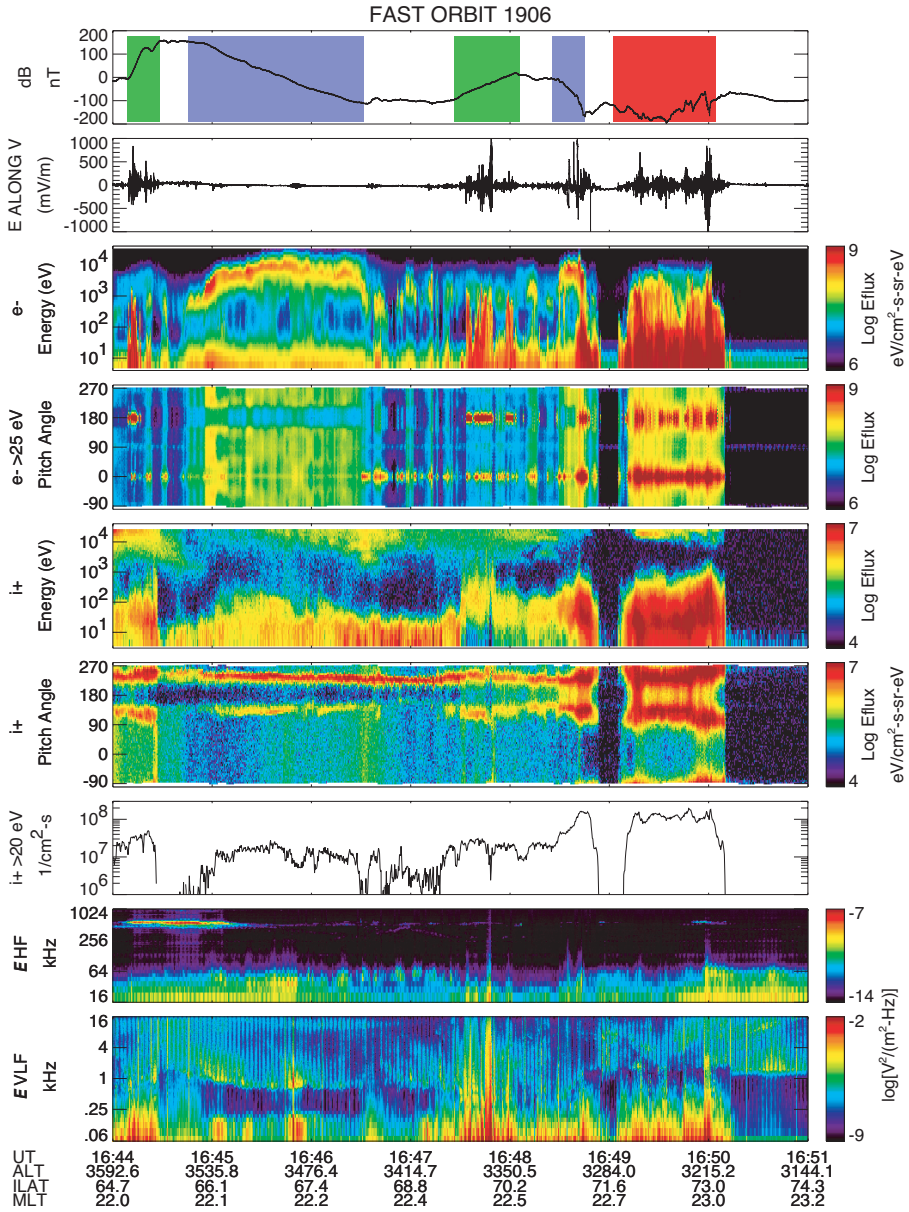 FAST ORBIT 1906
dB
nT
200
100
0
-100
-200
E ALONG V
(mV/m)
1000
500
0
-500
-1000
e-
Energy (eV)
10^4
10^3
10^2
10^1
9
6
Log Eflux
eV/cm²-s-sr-eV
e- >25 eV
Pitch Angle
270
180
90
0
-90
9
6
Log Eflux
i+
Energy (eV)
10^4
10^3
10^2
10^1
7
4
Log Eflux
i+
Pitch Angle
270
180
90
0
-90
7
4
Log Eflux
eV/cm²-s-sr-eV
i+ >20 eV
1/cm²-s
10^8
10^7
10^6
E HF
kHz
1024
256
64
16
-7
-14
E VLF
kHz
16
4
1
.25
.06
-2
-9
log[V²/(m²-Hz)]
UT 16:44 16:45 16:46 16:47 16:48 16:49 16:50 16:51
ALT 3592.6 3535.8 3476.4 3414.7 3350.5 3284.0 3215.2 3144.1
ILAT 64.7 66.1 67.4 68.8 70.2 71.6 73.0 74.3
MLT 22.0 22.1 22.2 22.4 22.5 22.7 23.0 23.2